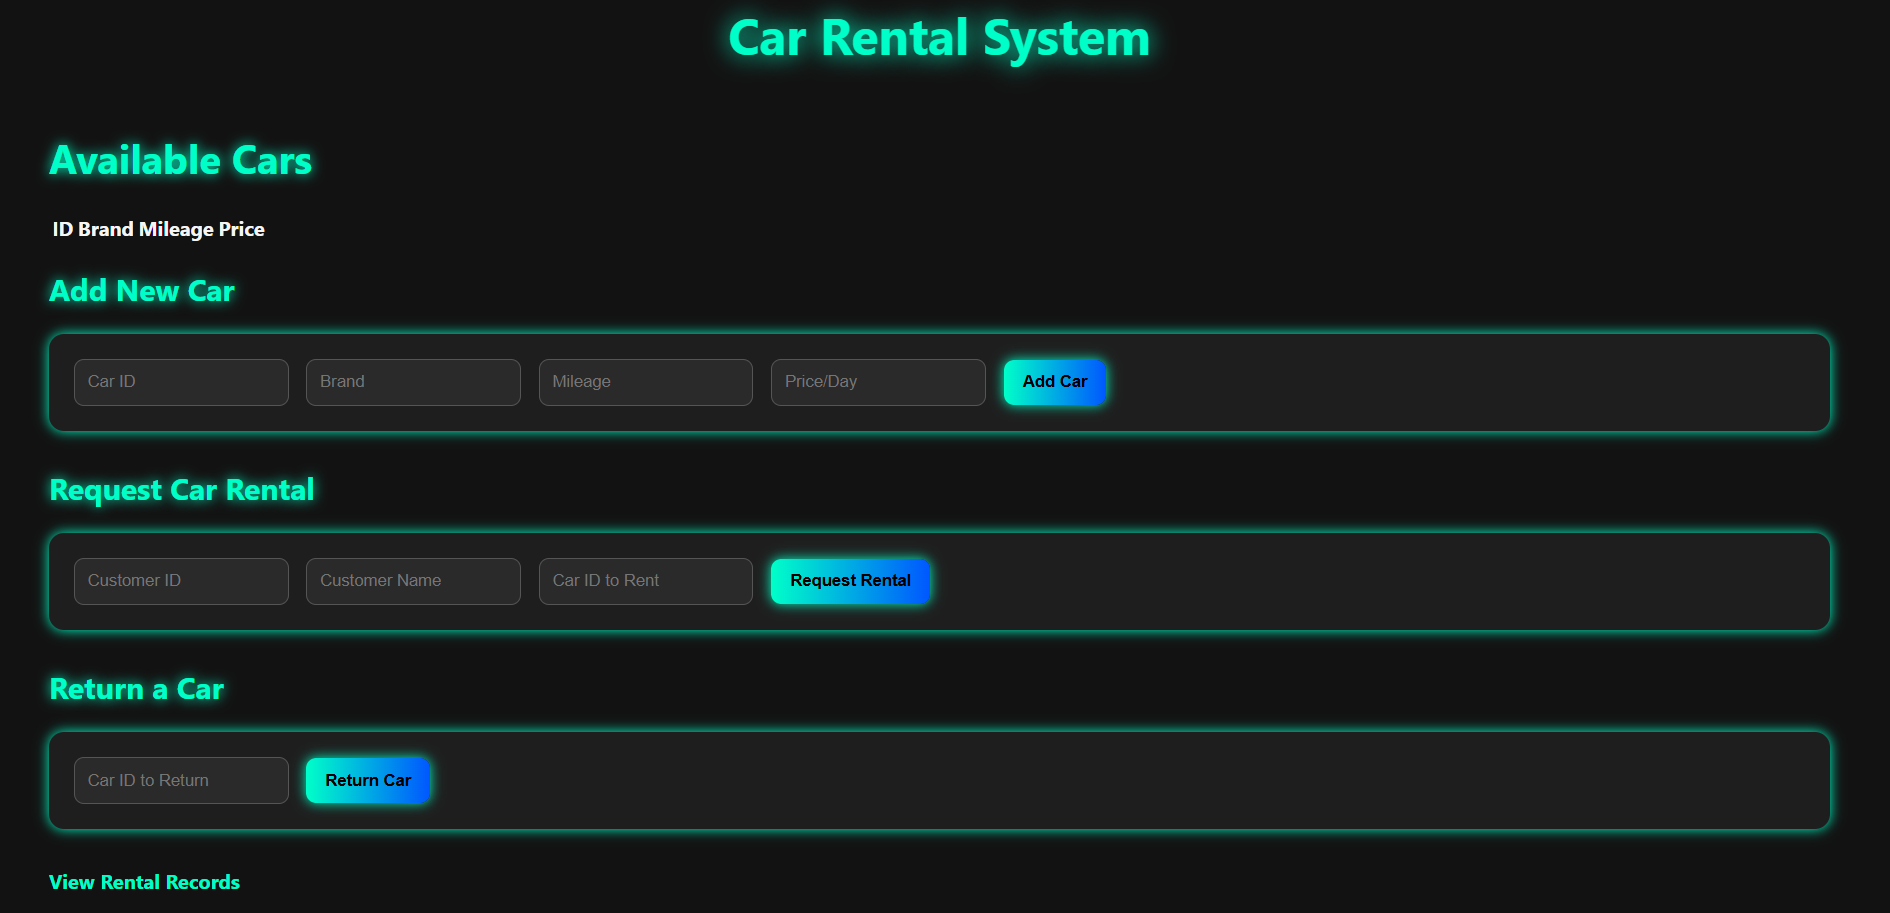 Car Rental System
Available Cars
ID Brand Mileage Price
Add New Car
Car ID Brand Mileage Price/Day Add Car
Request Car Rental
Customer ID Customer Name Car ID to Rent Request Rental
Return a Car
Car ID to Return Return Car
View Rental Records